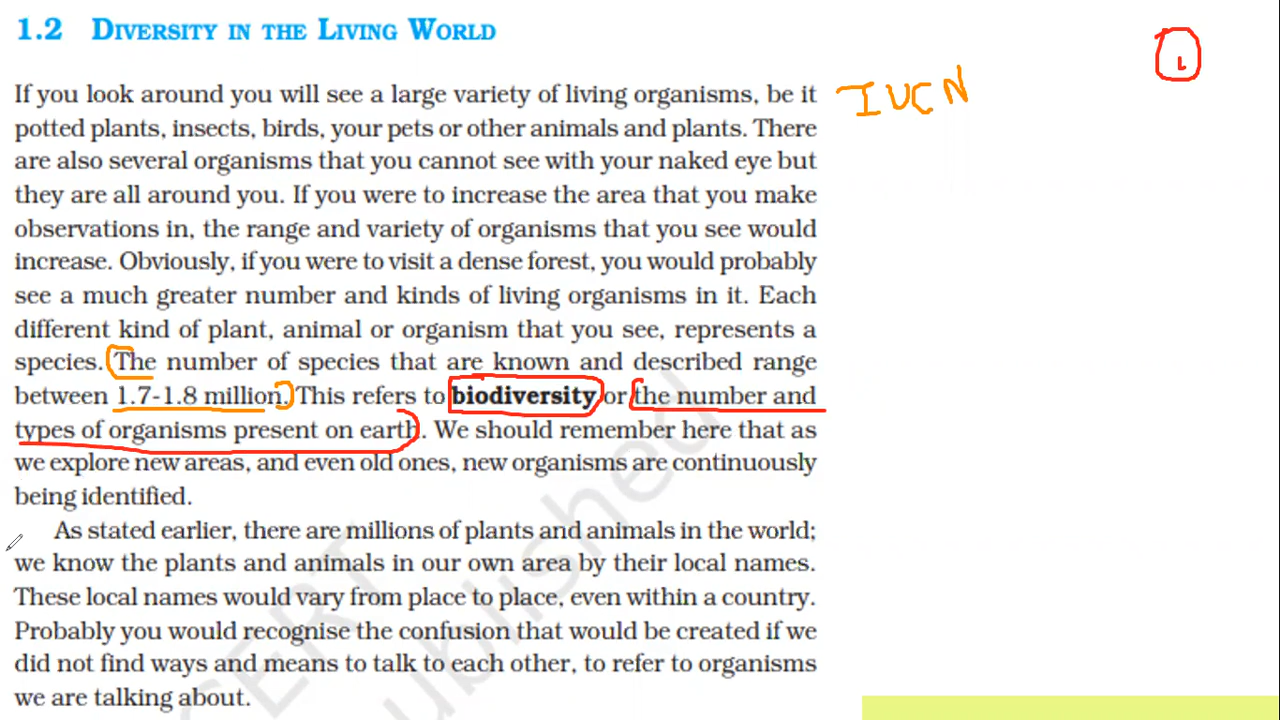 1.2 DIVERSITY IN THE LIVING WORLD
If you look around you will see a large variety of living organisms, be it
potted plants, insects, birds, your pets or other animals and plants. There
are also several organisms that you cannot see with your naked eye but
they are all around you. If you were to increase the area that you make
observations in, the range and variety of organisms that you see would
increase. Obviously, if you were to visit a dense forest, you would probably
see a much greater number and kinds of living organisms in it. Each
different kind of plant, animal or organism that you see, represents a
species. The number of species that are known and described range
between 1.7-1.8 million. This refers to biodiversity or the number and
types of organisms present on earth. We should remember here that as
we explore new areas, and even old ones, new organisms are continuously
being identified.
As stated earlier, there are millions of plants and animals in the world;
we know the plants and animals in our own area by their local names.
These local names would vary from place to place, even within a country.
Probably you would recognise the confusion that would be created if we
did not find ways and means to talk to each other, to refer to organisms
we are talking about.
IUCN